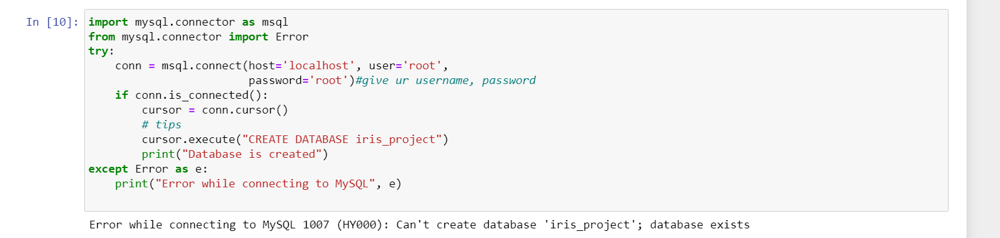 In [10]: import mysql.connector as msql
from mysql.connector import Error
try:
    conn = msql.connect(host='localhost', user='root',
                        password='root')#give ur username, password
    if conn.is_connected():
        cursor = conn.cursor()
        # tips
        cursor.execute("CREATE DATABASE iris_project")
        print("Database is created")
except Error as e:
    print("Error while connecting to MySQL", e)
Error while connecting to MySQL 1007 (HY000): Can't create database 'iris_project'; database exists